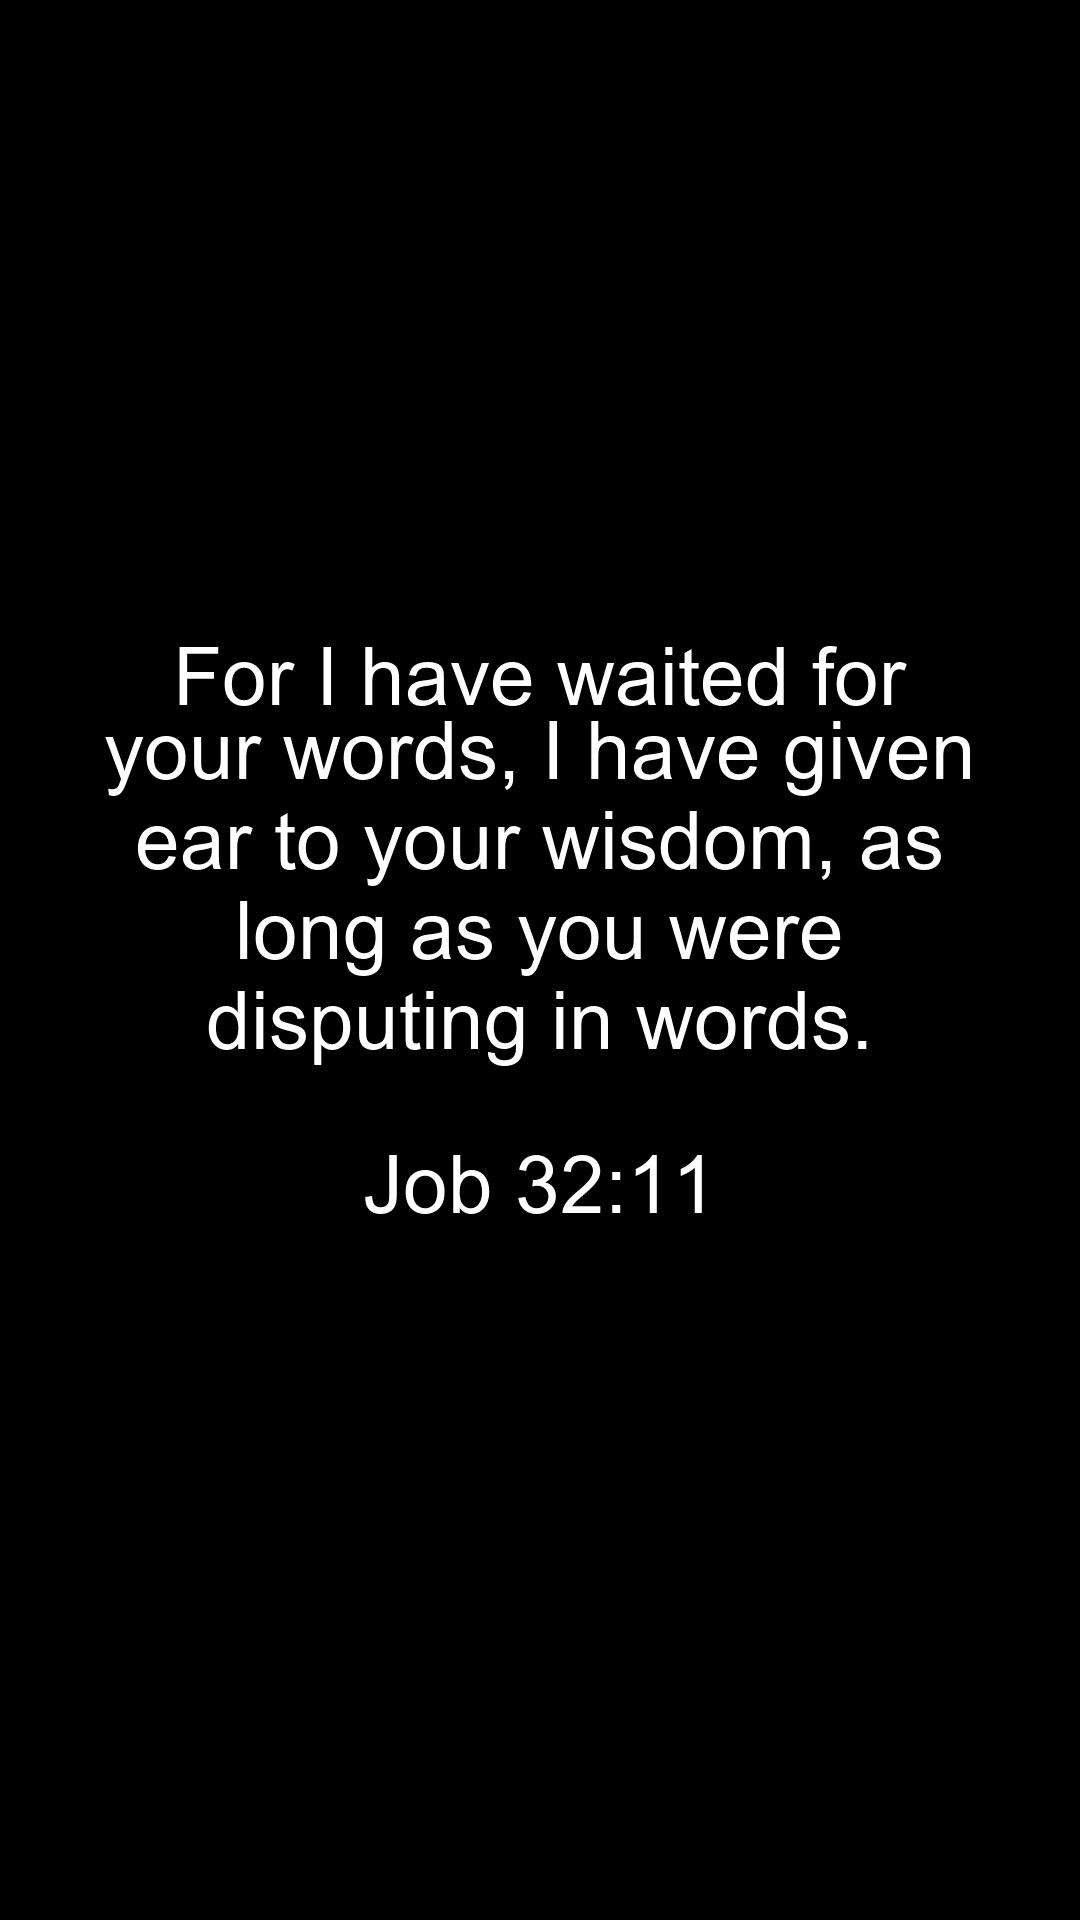 For I have waited for
your words, I have given
ear to your wisdom, as
long as you were
disputing in words.
Job 32:11